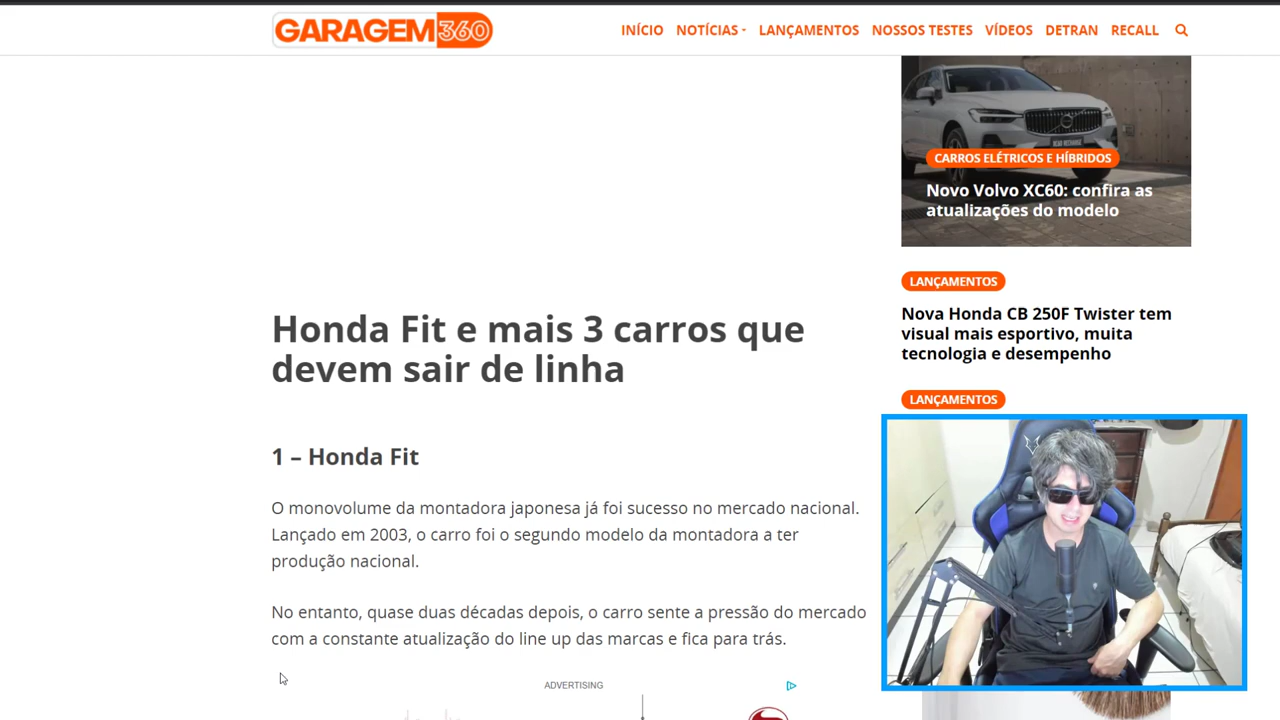 GARAGEM360
INÍCIO NOTÍCIAS LANÇAMENTOS NOSSOS TESTES VÍDEOS DETRAN RECALL
CARROS ELÉTRICOS E HÍBRIDOS
Novo Volvo XC60: confira as
atualizações do modelo
LANÇAMENTOS
Nova Honda CB 250F Twister tem
visual mais esportivo, muita
tecnologia e desempenho
LANÇAMENTOS
Honda Fit e mais 3 carros que
devem sair de linha
1 – Honda Fit
O monovolume da montadora japonesa já foi sucesso no mercado nacional.
Lançado em 2003, o carro foi o segundo modelo da montadora a ter
produção nacional.
No entanto, quase duas décadas depois, o carro sente a pressão do mercado
com a constante atualização do line up das marcas e fica para trás.
ADVERTISING